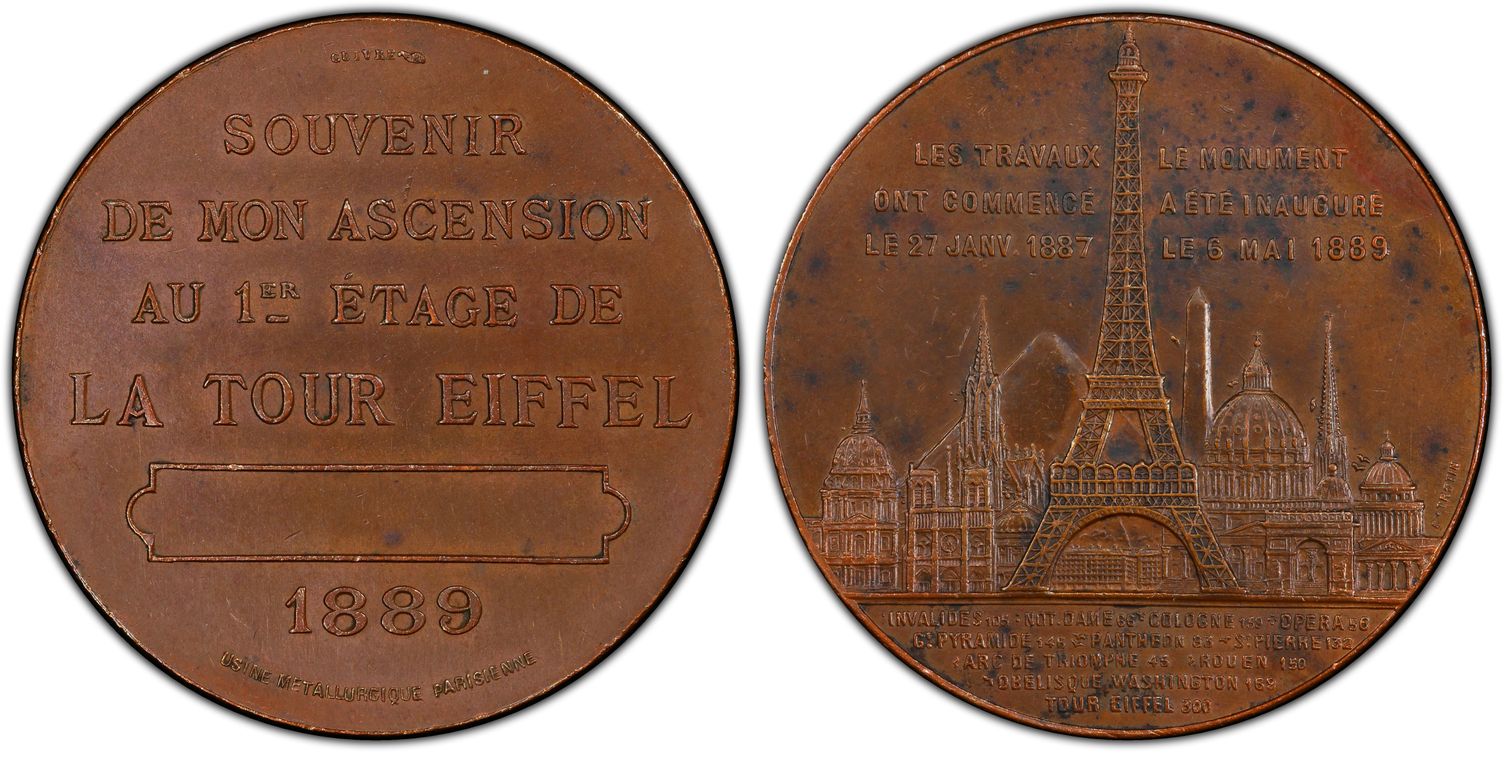 CUIVRE
SOUVENIR
DE MON ASCENSION
AU 1ER ÉTAGE DE
LA TOUR EIFFEL
1889
USINE METALLURGIQUE PARISIENNE
LES TRAVAUX
ONT COMMENCÉ
LE 27 JANV. 1887
LE MONUMENT
A ÉTÉ INAUGURÉ
LE 6 MAI 1889
INVALIDES 105 NOT. DAME 66 COLOGNE 159 OPERA 56
GE PYRAMIDE 146 PANTHEON 83 ST PIERRE 132
ARC DE TRIOMPHE 45 ROUEN 150
OBELISQUE WASHINGTON 169
TOUR EIFFEL 300